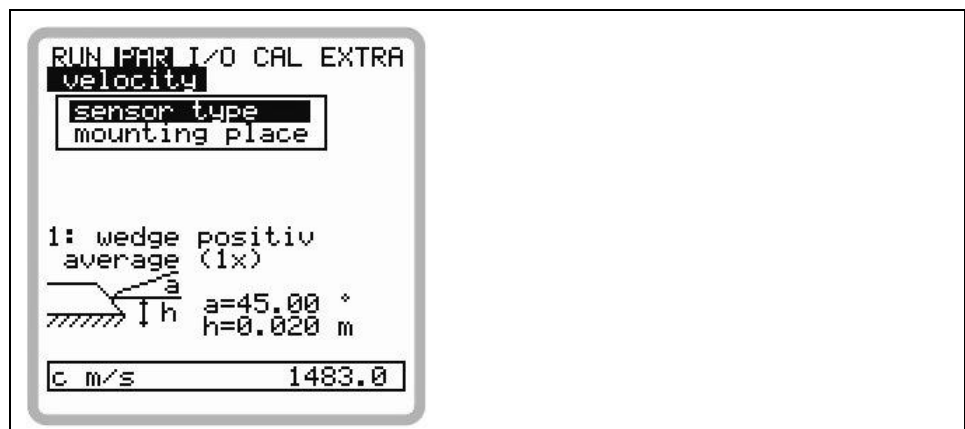 RUN PAR I/O CAL EXTRA
velocity
sensor type
mounting place
1: wedge positiv
average (1x)
a
h
a=45.00 °
h=0.020 m
c m/s 1483.0